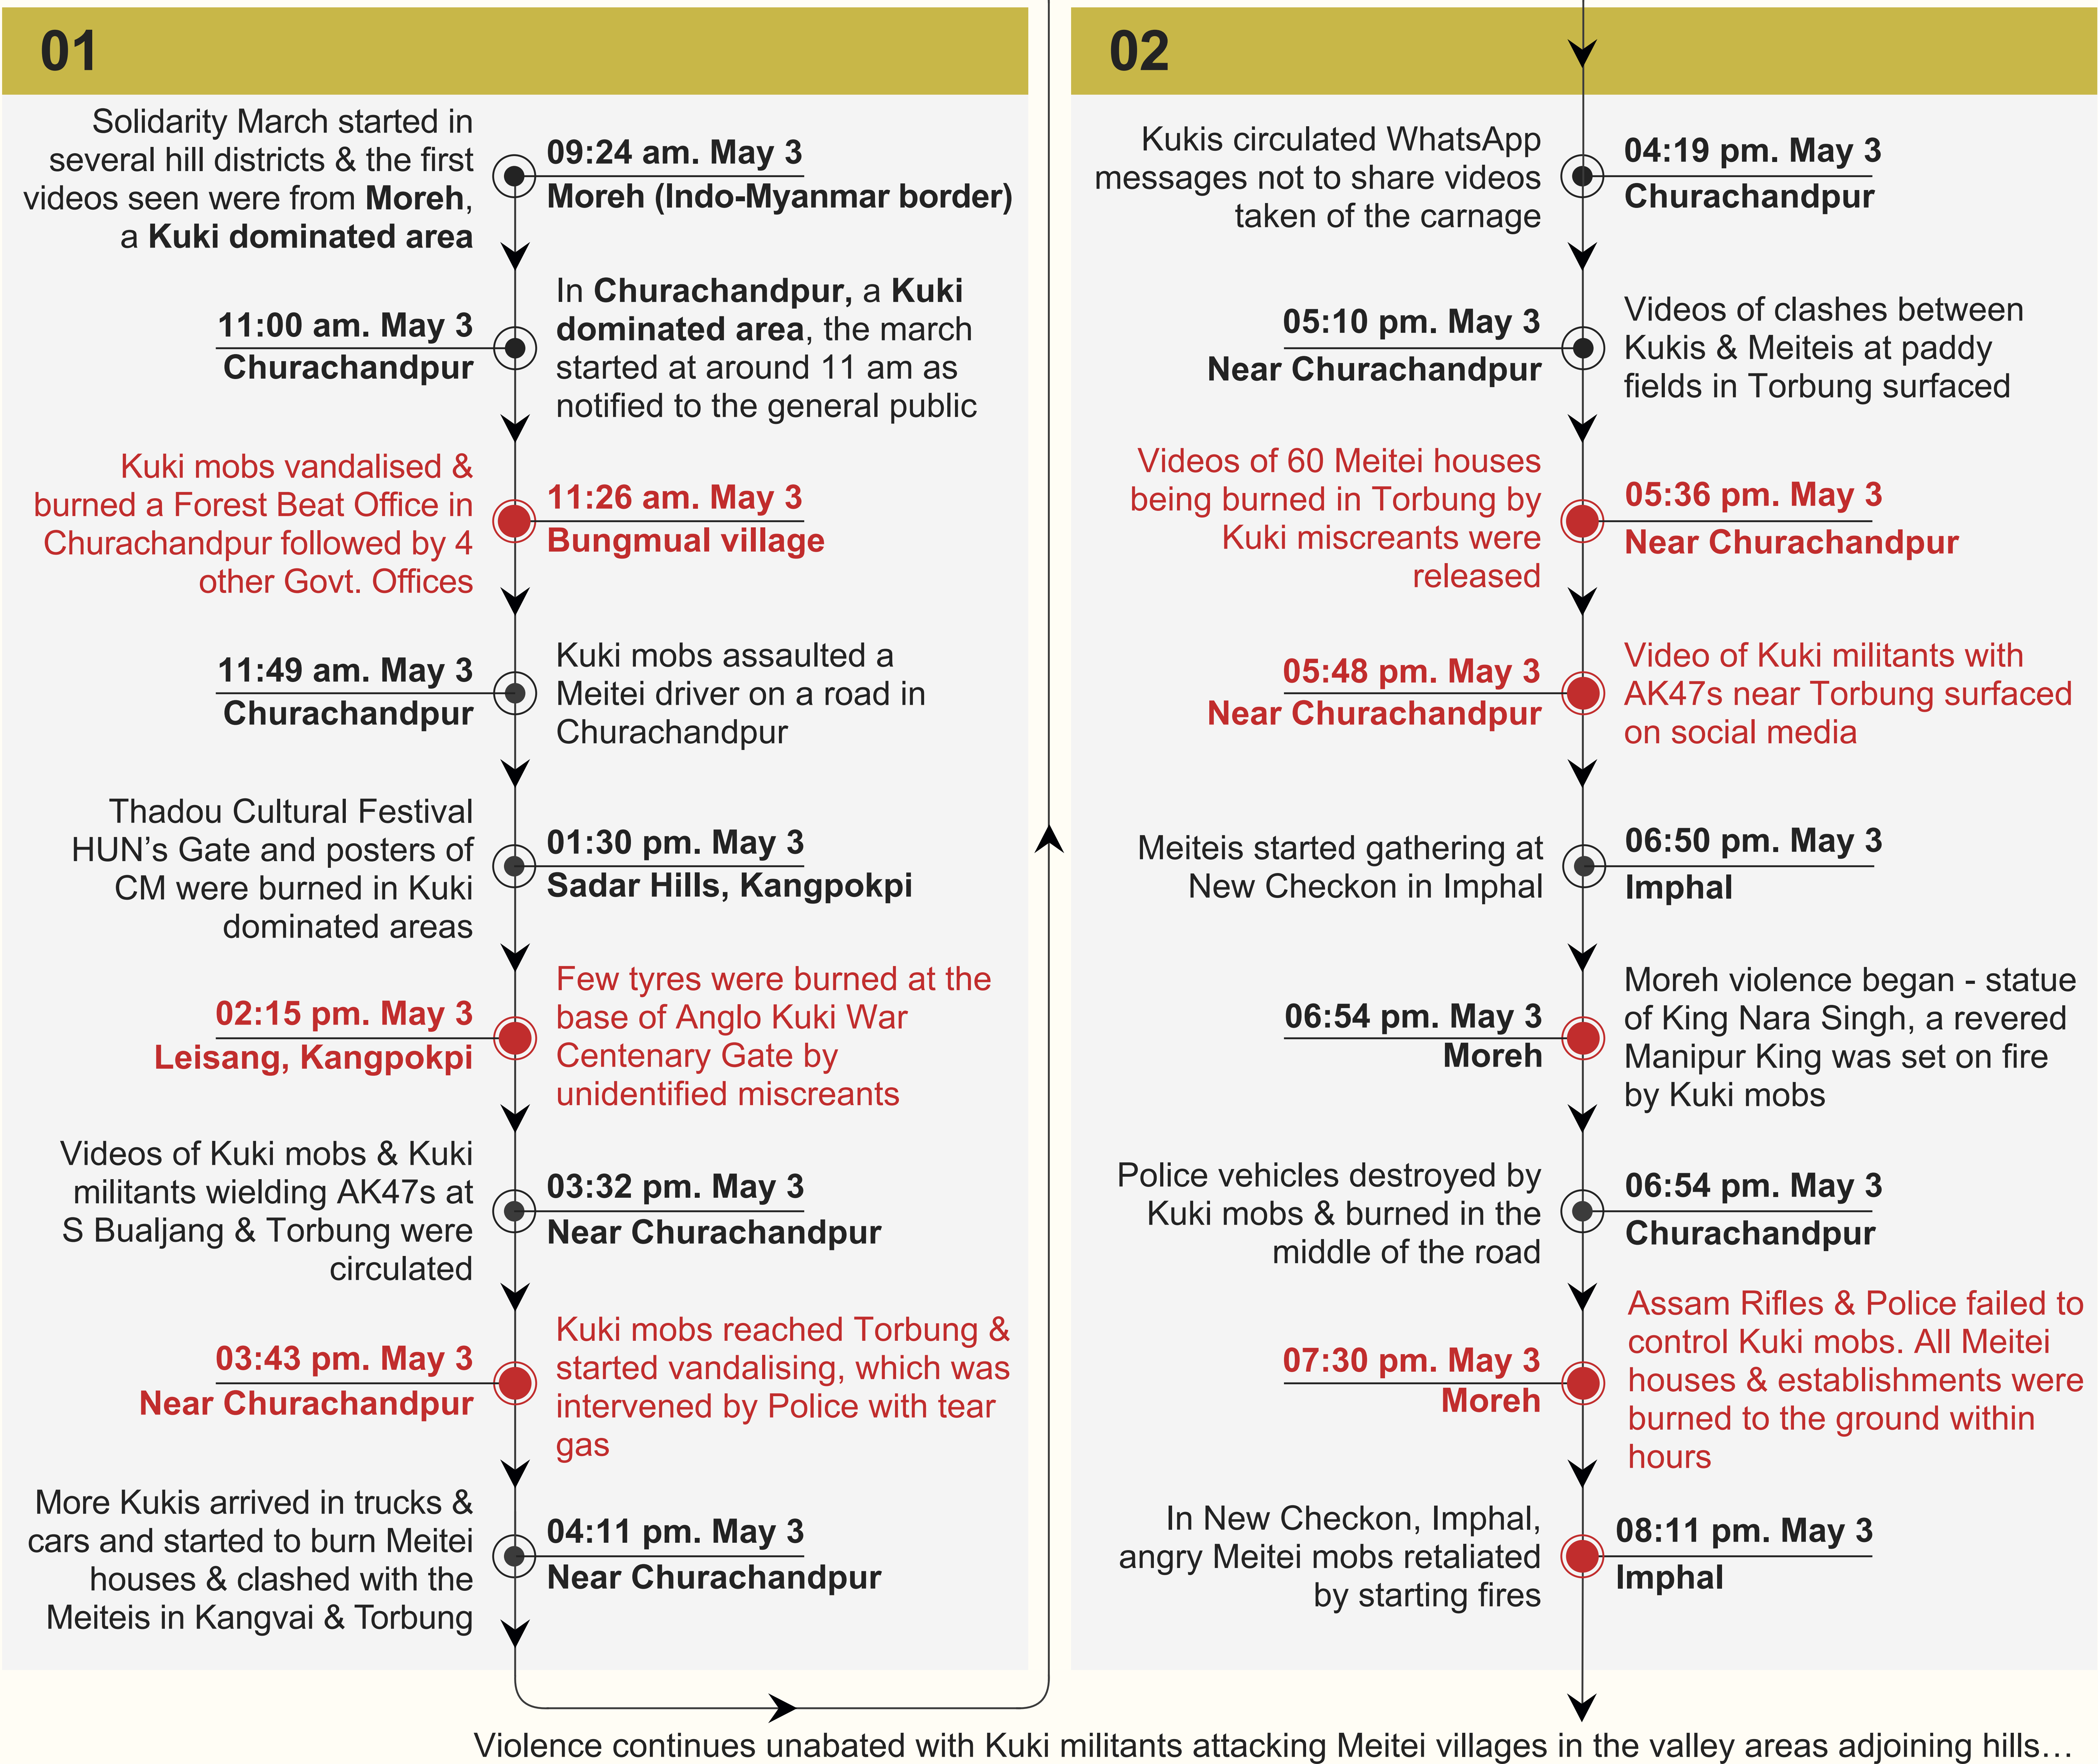 01
Solidarity March started in
several hill districts & the first
videos seen were from Moreh,
a Kuki dominated area
09:24 am. May 3
Moreh (Indo-Myanmar border)
11:00 am. May 3
Churachandpur
In Churachandpur, a Kuki
dominated area, the march
started at around 11 am as
notified to the general public
Kuki mobs vandalised &
burned a Forest Beat Office in
Churachandpur followed by 4
other Govt. Offices
11:26 am. May 3
Bungmual village
11:49 am. May 3
Churachandpur
Kuki mobs assaulted a
Meitei driver on a road in
Churachandpur
Thadou Cultural Festival
HUN’s Gate and posters of
CM were burned in Kuki
dominated areas
01:30 pm. May 3
Sadar Hills, Kangpokpi
02:15 pm. May 3
Leisang, Kangpokpi
Few tyres were burned at the
base of Anglo Kuki War
Centenary Gate by
unidentified miscreants
Videos of Kuki mobs & Kuki
militants wielding AK47s at
S Bualjang & Torbung were
circulated
03:32 pm. May 3
Near Churachandpur
03:43 pm. May 3
Near Churachandpur
Kuki mobs reached Torbung &
started vandalising, which was
intervened by Police with tear
gas
More Kukis arrived in trucks &
cars and started to burn Meitei
houses & clashed with the
Meiteis in Kangvai & Torbung
04:11 pm. May 3
Near Churachandpur
02
Kukis circulated WhatsApp
messages not to share videos
taken of the carnage
04:19 pm. May 3
Churachandpur
05:10 pm. May 3
Near Churachandpur
Videos of clashes between
Kukis & Meiteis at paddy
fields in Torbung surfaced
Videos of 60 Meitei houses
being burned in Torbung by
Kuki miscreants were
released
05:36 pm. May 3
Near Churachandpur
05:48 pm. May 3
Near Churachandpur
Video of Kuki militants with
AK47s near Torbung surfaced
on social media
Meiteis started gathering at
New Checkon in Imphal
06:50 pm. May 3
Imphal
06:54 pm. May 3
Moreh
Moreh violence began - statue
of King Nara Singh, a revered
Manipur King was set on fire
by Kuki mobs
Police vehicles destroyed by
Kuki mobs & burned in the
middle of the road
06:54 pm. May 3
Churachandpur
07:30 pm. May 3
Moreh
Assam Rifles & Police failed to
control Kuki mobs. All Meitei
houses & establishments were
burned to the ground within
hours
In New Checkon, Imphal,
angry Meitei mobs retaliated
by starting fires
08:11 pm. May 3
Imphal
Violence continues unabated with Kuki militants attacking Meitei villages in the valley areas adjoining hills...